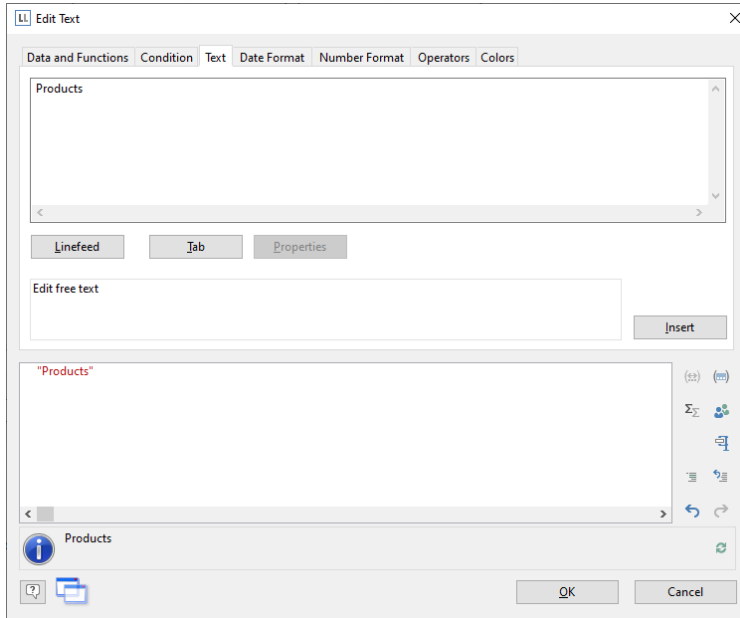 LL Edit Text
Data and Functions Condition Text Date Format Number Format Operators Colors
Products
Linefeed Tab Properties
Edit free text
Insert
"Products"
Products
OK Cancel